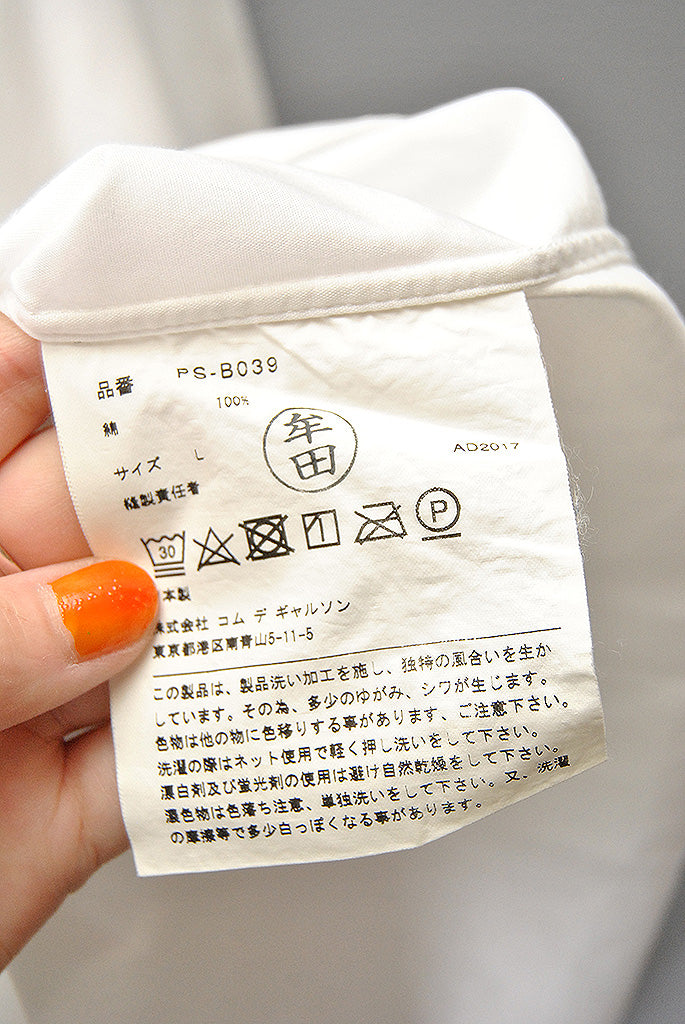 品番 PS-B039
綿 100%
サイズ L
縫製責任者
牟田
AD2017
30
P
本製
株式会社 コム デ ギャルソン
東京都港区南青山5-11-5
この製品は、製品洗い加工を施し、独特の風合いを生か
しています。その為、多少のゆがみ、シワが生じます。
色物は他の物に色移りする事があります、ご注意下さい。
洗濯の際はネット使用で軽く押し洗いをして下さい。
漂白剤及び蛍光剤の使用は避け自然乾燥をして下さい。
濃色物は色落ち注意、単独洗いをして下さい。又、洗濯
の摩擦等で多少白っぽくなる事があります。